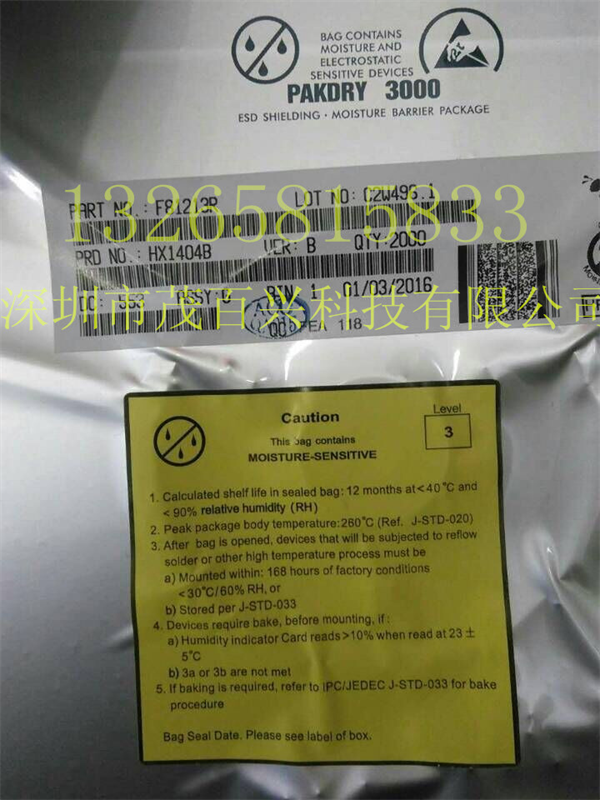 BAG CONTAINS
MOISTURE AND
ELECTROSTATIC
SENSITIVE DEVICES
PAKDRY 3000
ESD SHIELDING · MOISTURE BARRIER PACKAGE
PART NO.: F81213R LOT NO: C2W49S.1
13265815833
PRD NO.: HX1404B VER: B QTY 2000
BIN 1 01/03/2016
深圳市茂百兴科技有限公司
118
Caution
This bag contains
MOISTURE-SENSITIVE
Level
3
1. Calculated shelf life in sealed bag: 12 months at<40℃ and
<90% relative humidity (RH)
2. Peak package body temperature:260℃ (Ref. J-STD-020)
3. After bag is opened, devices that will be subjected to reflow
solder or other high temperature process must be
a) Mounted within: 168 hours of factory conditions
<30℃/60% RH, or
b) Stored per J-STD-033
4. Devices require bake, before mounting, if :
a) Humidity indicator Card reads>10% when read at 23 ±
5℃
b) 3a or 3b are not met
5. If baking is required, refer to IPC/JEDEC J-STD-033 for bake
procedure
Bag Seal Date. Please see label of box.